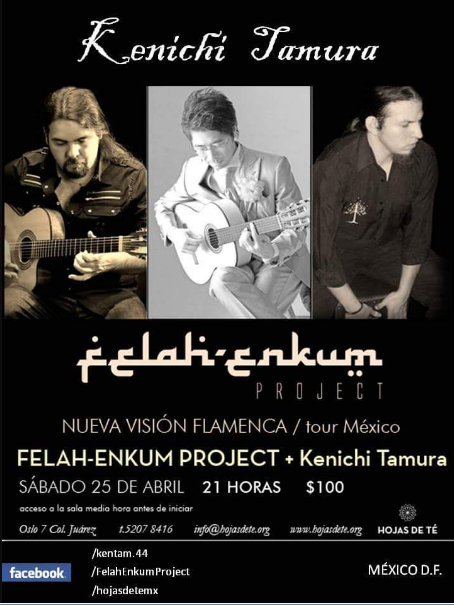 Kenichi Tamura
felah-enkum
PROJECT
NUEVA VISIÓN FLAMENCA / tour México
FELAH-ENKUM PROJECT + Kenichi Tamura
SÁBADO 25 DE ABRIL 21 HORAS $100
acceso a la sala media hora antes de iniciar
Oslo 7 Col. Juárez t.5207 8416 info@hojasdete.org www.hojasdete.org HOJAS DE TÉ
/kentam.44
facebook. /FelahEnkumProject MÉXICO D.F.
/hojasdetemx